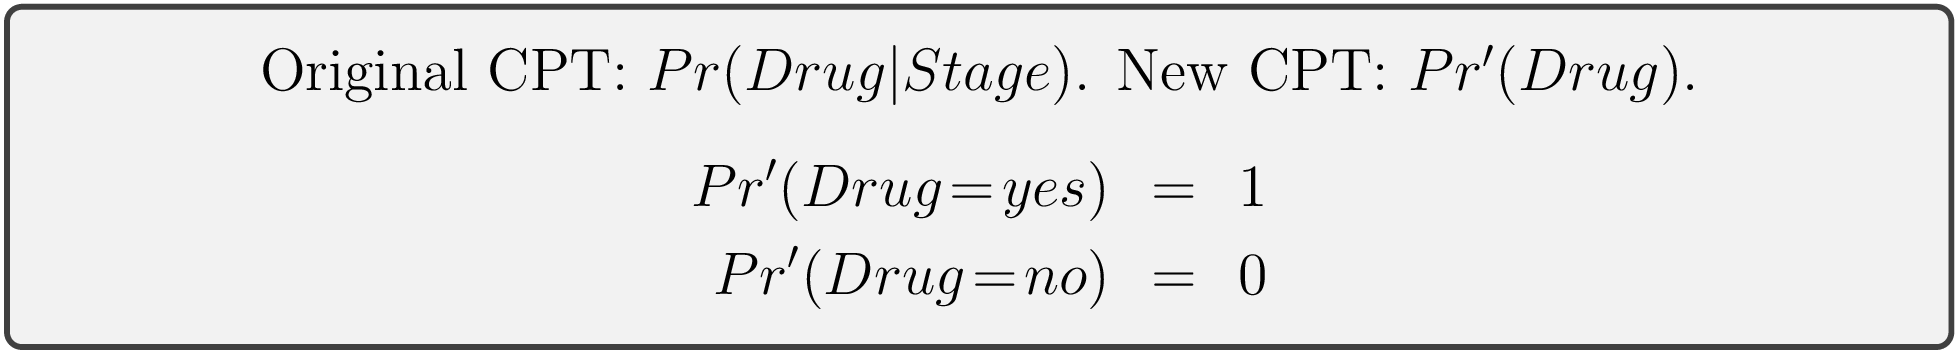 Original CPT: Pr(Drug|Stage). New CPT: Pr′(Drug).
Pr′(Drug=yes) = 1
Pr′(Drug=no) = 0